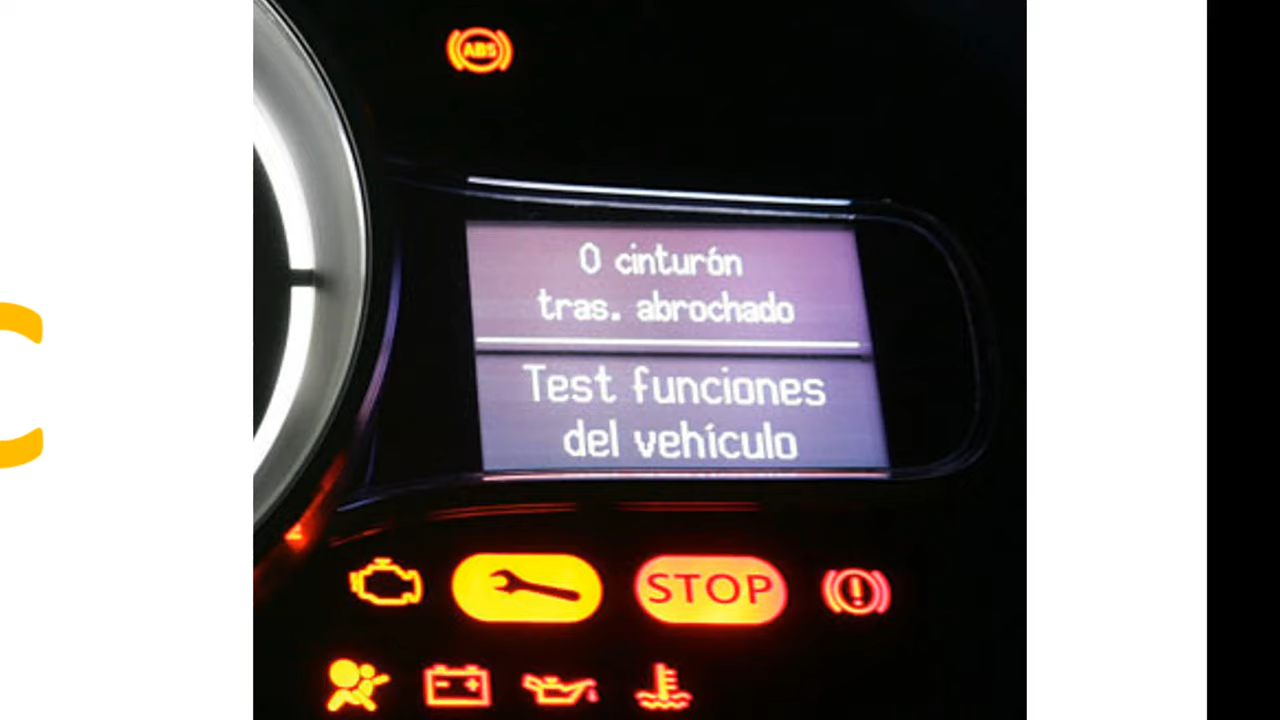 ABS
0 cinturón
tras. abrochado
Test funciones
del vehículo
STOP